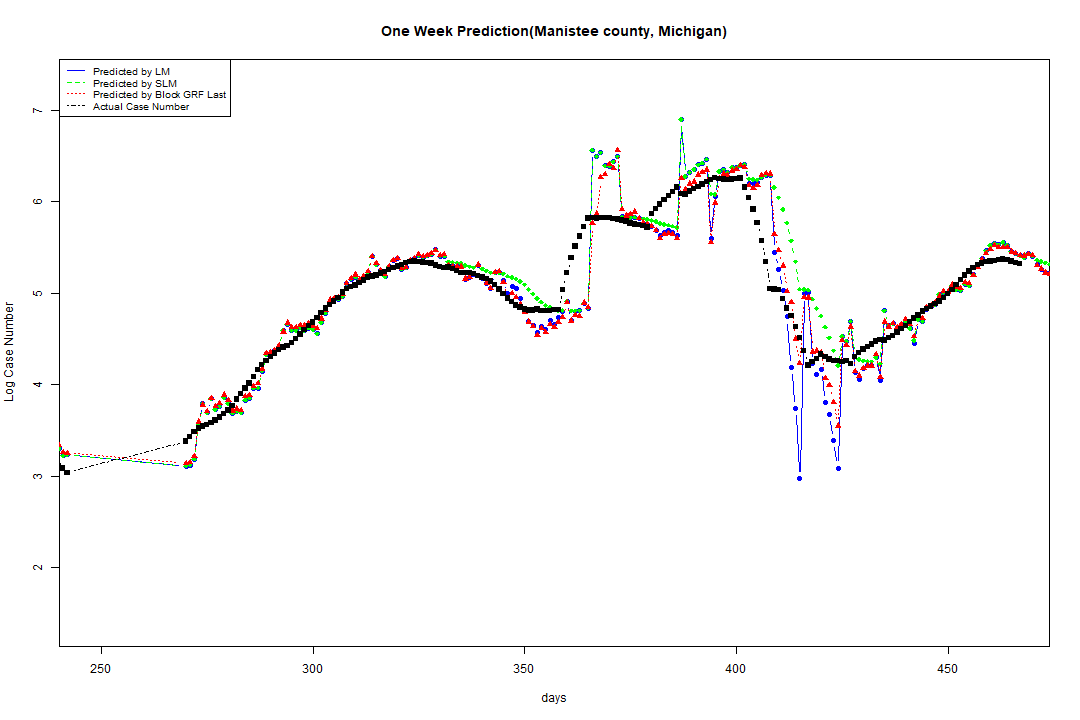 One Week Prediction(Manistee county, Michigan)
Predicted by LM
Predicted by SLM
Predicted by Block GRF Last
Actual Case Number
7
6
5
4
3
2
Log Case Number
250 300 350 400 450
days